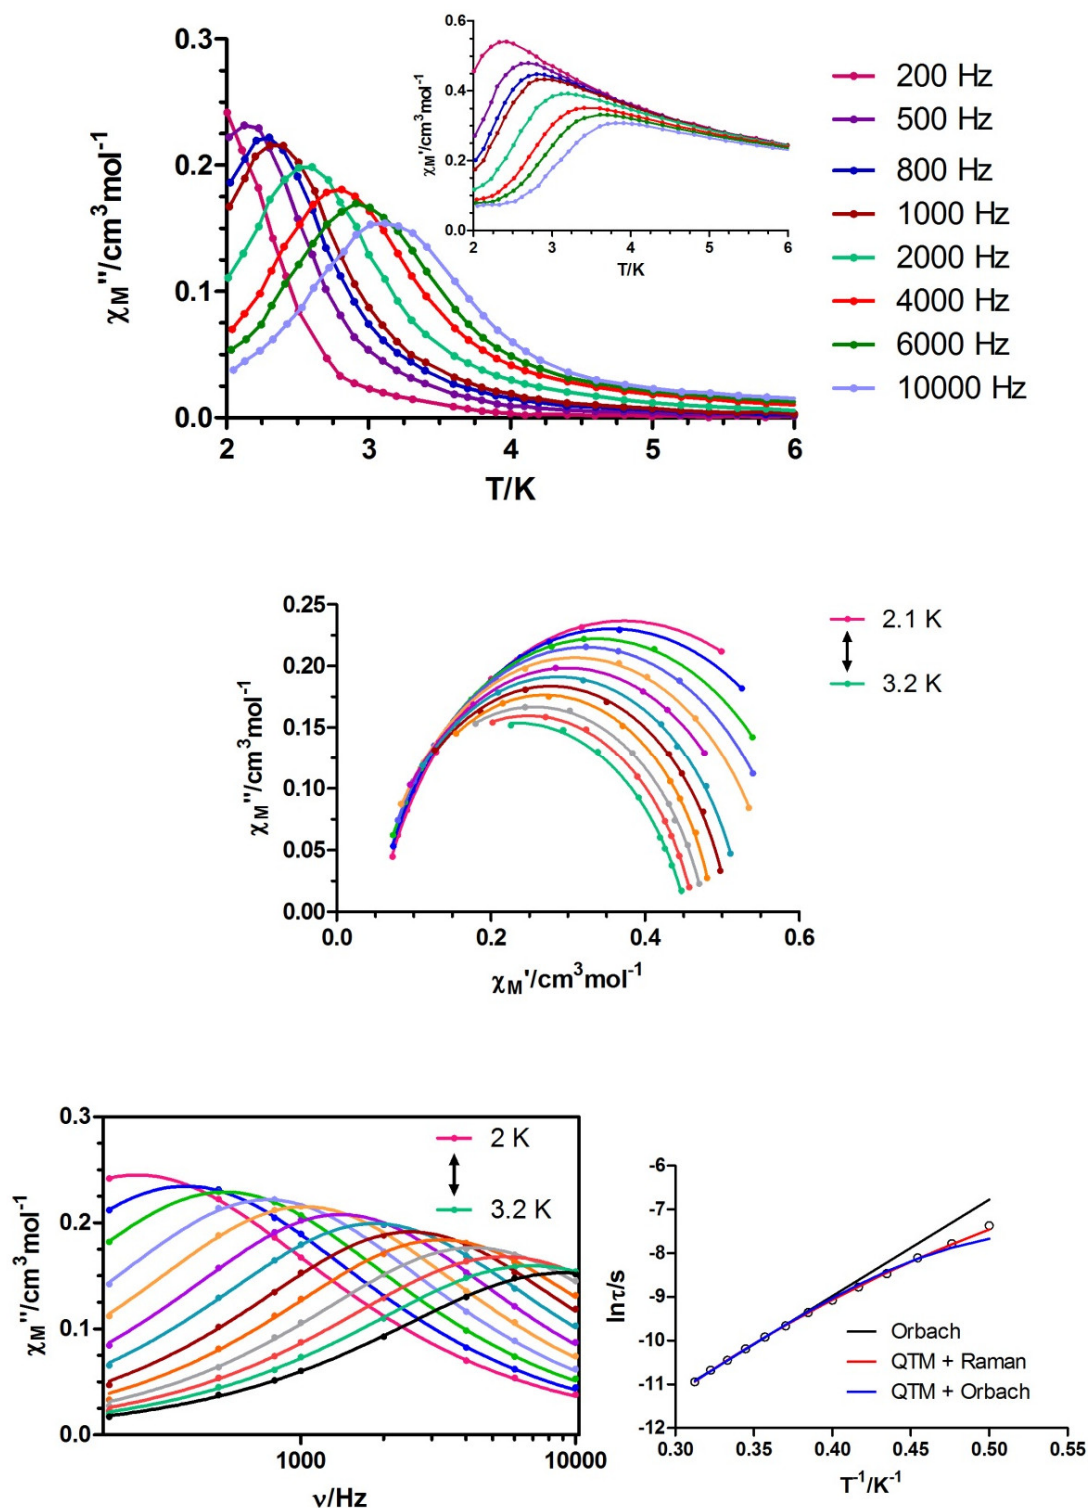 0.3
0.2
0.1
0.0
χM''/cm3mol-1
2 3 4 5 6
T/K
0.6
0.4
0.2
0.0
χM'/cm3mol-1
2 3 4 5 6
T/K
200 Hz
500 Hz
800 Hz
1000 Hz
2000 Hz
4000 Hz
6000 Hz
10000 Hz
0.25
0.20
0.15
0.10
0.05
0.00
χM''/cm3mol-1
0.0 0.2 0.4 0.6
χM'/cm3mol-1
2.1 K
3.2 K
0.3
0.2
0.1
0.0
χM''/cm3mol-1
1000 10000
ν/Hz
2 K
3.2 K
-6
-7
-8
-9
-10
-11
-12
lnτ/s
0.30 0.35 0.40 0.45 0.50 0.55
T-1/K-1
Orbach
QTM + Raman
QTM + Orbach